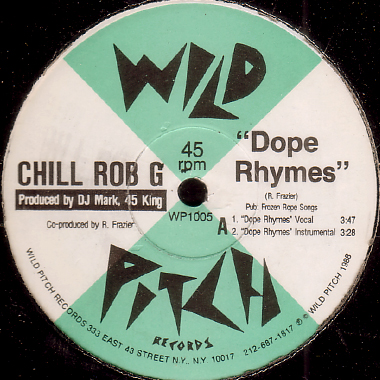 WILD
PITCH
RECORDS
CHILL ROB G
Produced by DJ Mark, 45 King
Co-produced by R. Frazier
45
rpm
WP1005
A
"Dope
Rhymes"
(R. Frazier)
Pub: Frozen Rope Songs
1. "Dope Rhymes" Vocal 3:47
2. "Dope Rhymes" Instrumental 3:28
WILD PITCH RECORDS 333 EAST 43 STREET N.Y., N.Y. 10017 212-687-1817 ℗ © WILD PITCH 1988